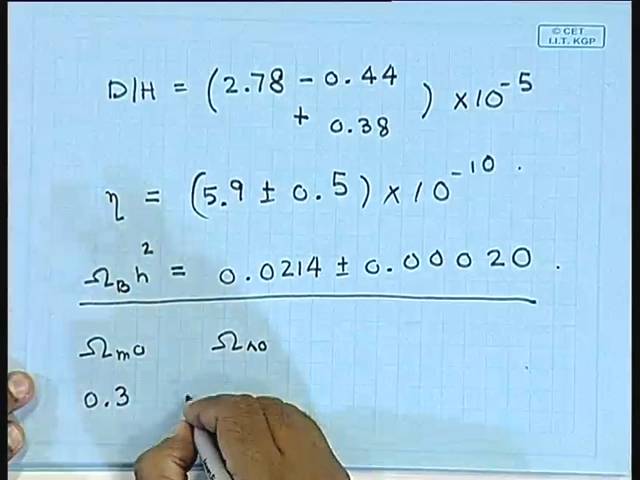 © CET
I.I.T. KGP
D/H = (2.78 - 0.44
+ 0.38) × 10⁻⁵
η = (5.9 ± 0.5) × 10⁻¹⁰.
Ω_B h² = 0.0214 ± 0.00020.
Ω_m0 Ω_Λ0
0.3